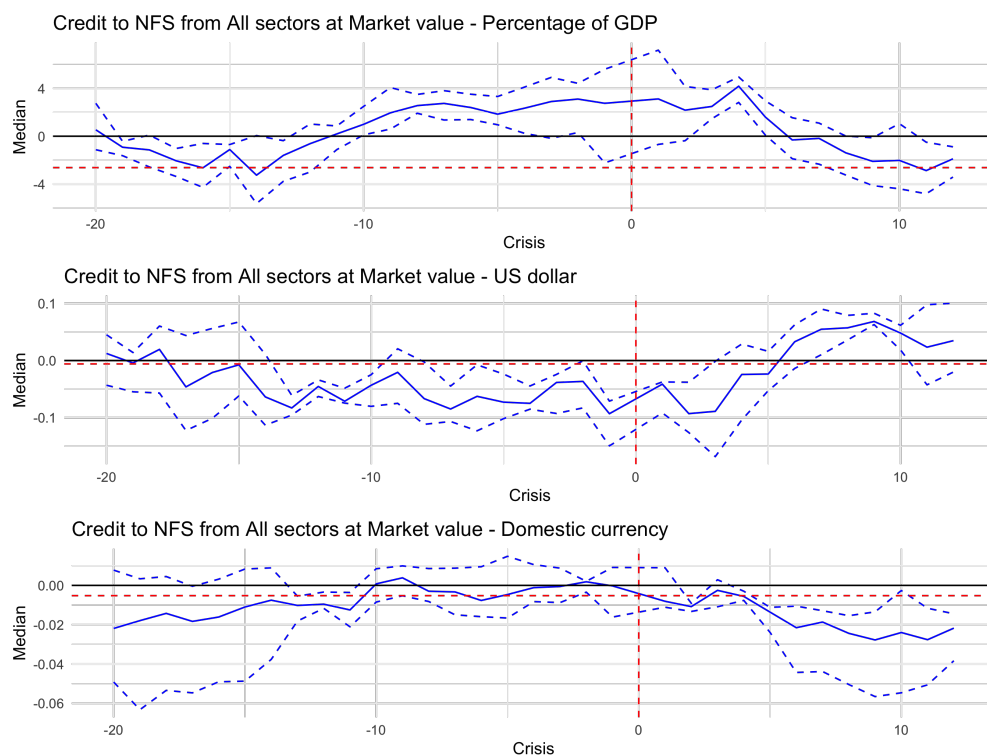 Credit to NFS from All sectors at Market value - Percentage of GDP
Median
4
0
-4
-20
-10
0
10
Crisis
Credit to NFS from All sectors at Market value - US dollar
Median
0.1
0.0
-0.1
-20
-10
0
10
Crisis
Credit to NFS from All sectors at Market value - Domestic currency
Median
0.00
-0.02
-0.04
-0.06
-20
-10
0
10
Crisis